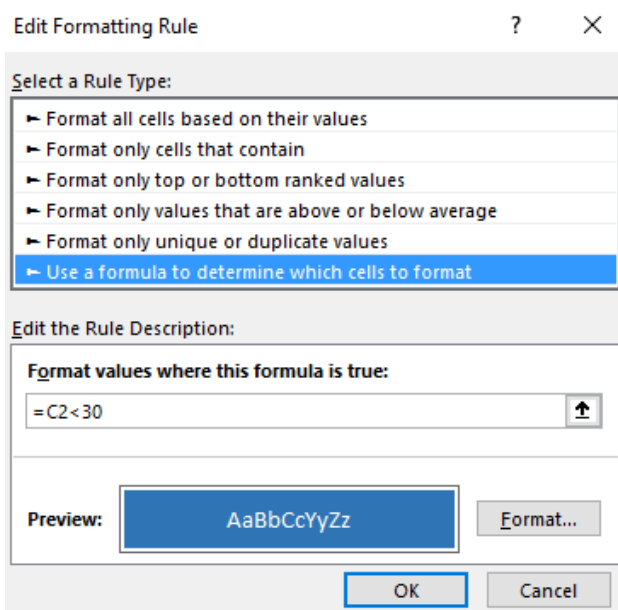 Edit Formatting Rule ? ×
Select a Rule Type:
► Format all cells based on their values
► Format only cells that contain
► Format only top or bottom ranked values
► Format only values that are above or below average
► Format only unique or duplicate values
► Use a formula to determine which cells to format
Edit the Rule Description:
Format values where this formula is true:
=C2<30
Preview: AaBbCcYyZz Format...
OK Cancel